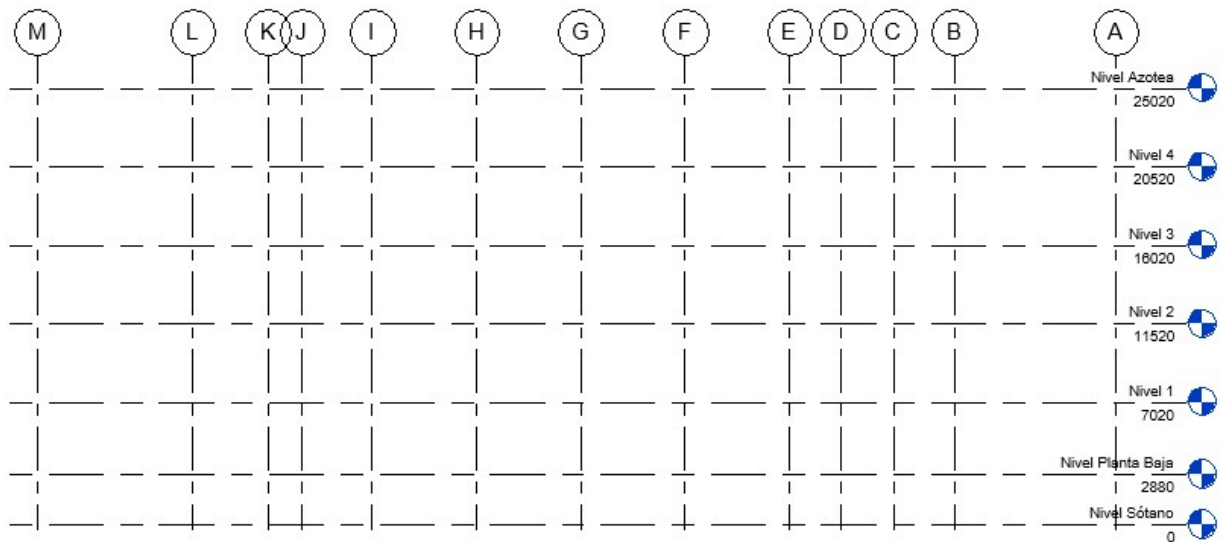 M L K J I H G F E D C B A
Nivel Azotea
25020
Nivel 4
20520
Nivel 3
16020
Nivel 2
11520
Nivel 1
7020
Nivel Planta Baja
2880
Nivel Sótano
0